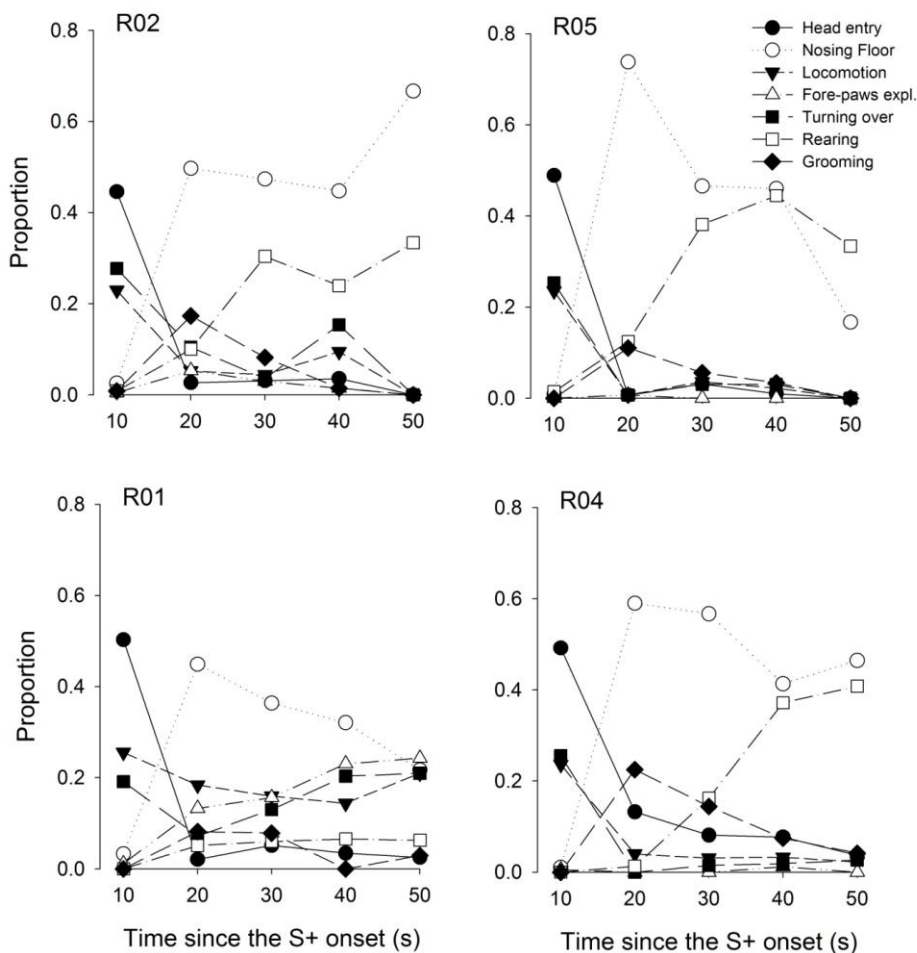 R02
R05
Head entry
Nosing Floor
Locomotion
Fore-paws expl.
Turning over
Rearing
Grooming
Proportion
0.8
0.6
0.4
0.2
0.0
10 20 30 40 50
0.8
0.6
0.4
0.2
0.0
10 20 30 40 50
R01
R04
Proportion
0.8
0.6
0.4
0.2
0.0
10 20 30 40 50
0.8
0.6
0.4
0.2
0.0
10 20 30 40 50
Time since the S+ onset (s)
Time since the S+ onset (s)